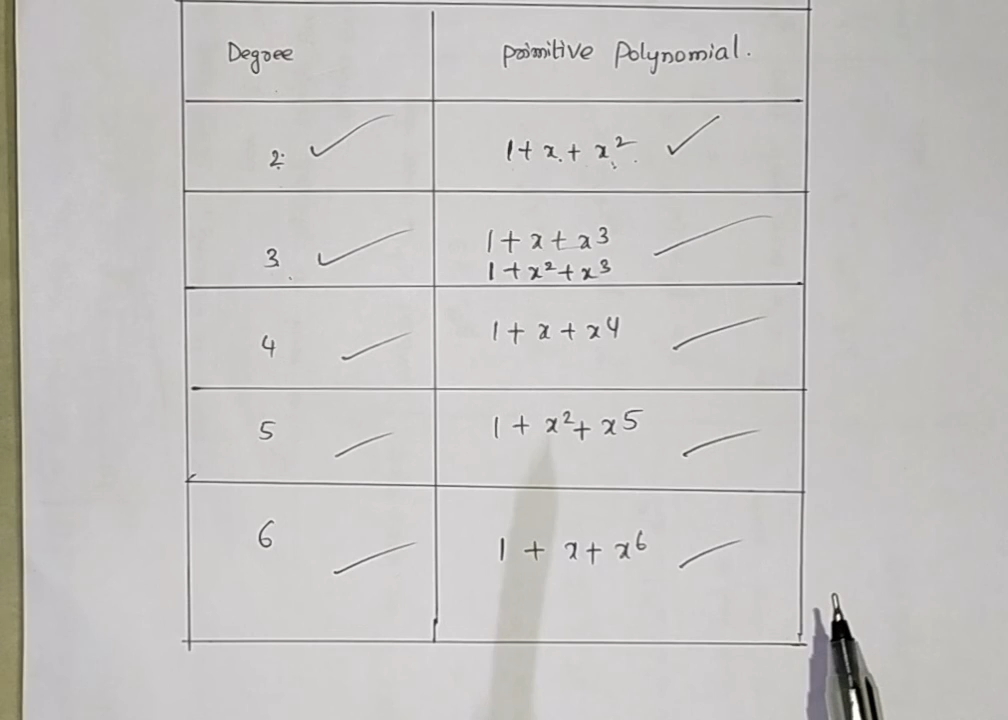 Degree Primitive Polynomial.
2 1 + x + x²
3 1 + x + x3
1 + x² + x3
4 1 + x + x4
5 1 + x² + x5
6 1 + x + x6